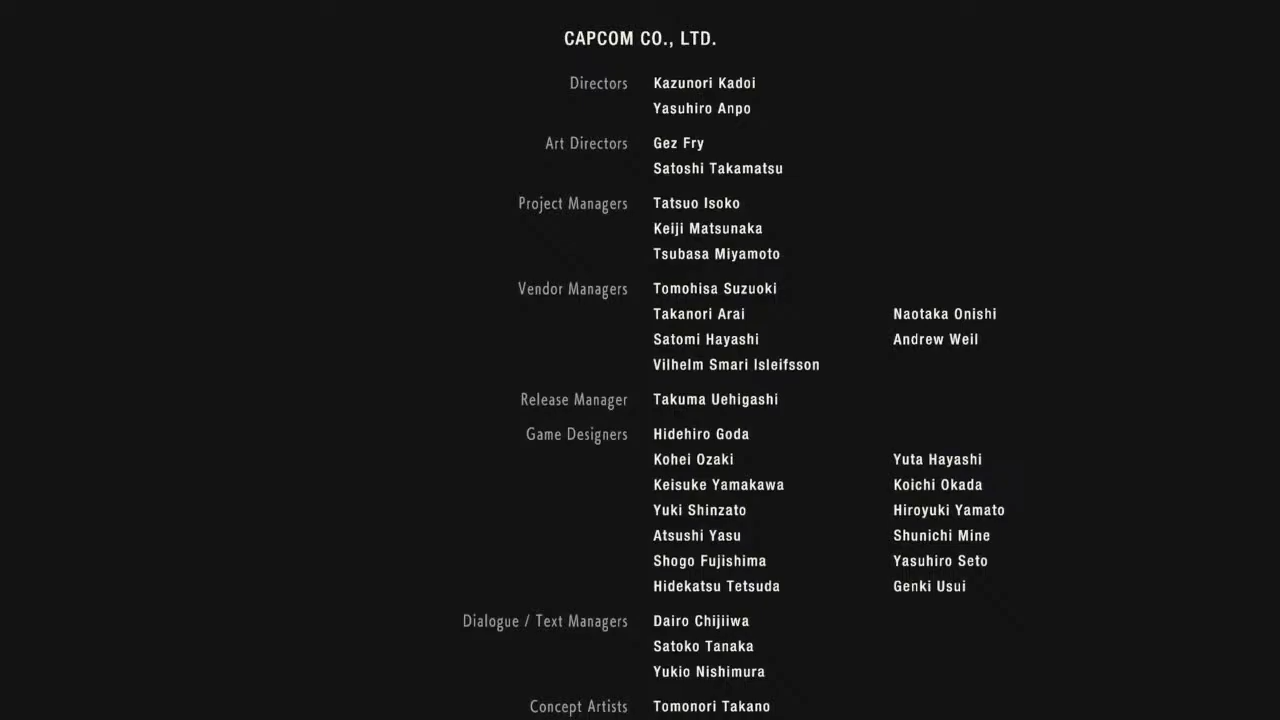 CAPCOM CO., LTD.
Directors Kazunori Kadoi
Yasuhiro Anpo
Art Directors Gez Fry
Satoshi Takamatsu
Project Managers Tatsuo Isoko
Keiji Matsunaka
Tsubasa Miyamoto
Vendor Managers Tomohisa Suzuoki
Takanori Arai Naotaka Onishi
Satomi Hayashi Andrew Weil
Vilhelm Smari Isleifsson
Release Manager Takuma Uehigashi
Game Designers Hidehiro Goda
Kohei Ozaki Yuta Hayashi
Keisuke Yamakawa Koichi Okada
Yuki Shinzato Hiroyuki Yamato
Atsushi Yasu Shunichi Mine
Shogo Fujishima Yasuhiro Seto
Hidekatsu Tetsuda Genki Usui
Dialogue / Text Managers Dairo Chijiiwa
Satoko Tanaka
Yukio Nishimura
Concept Artists Tomonori Takano